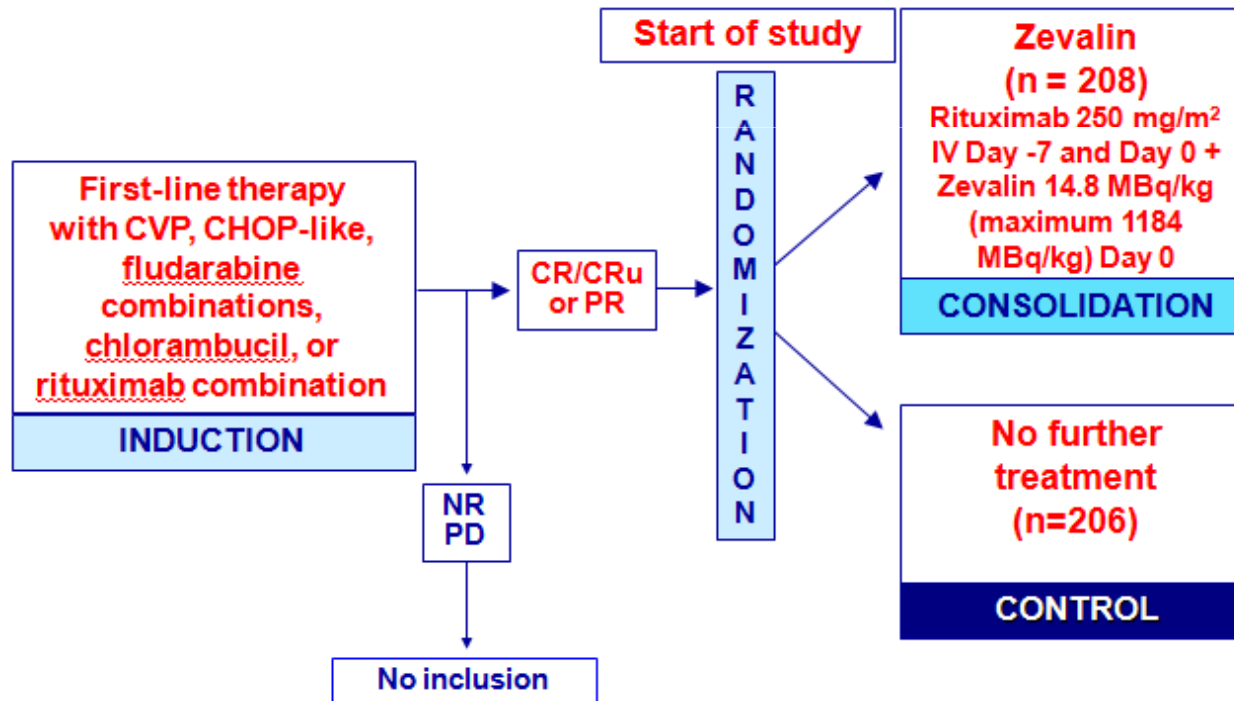 First-line therapy
with CVP, CHOP-like,
fludarabine
combinations,
chlorambucil, or
rituximab combination
INDUCTION
CR/CRu
or PR
NR
PD
No inclusion
Start of study
RANDOMIZATION
Zevalin
(n = 208)
Rituximab 250 mg/m²
IV Day -7 and Day 0 +
Zevalin 14.8 MBq/kg
(maximum 1184
MBq/kg) Day 0
CONSOLIDATION
No further
treatment
(n=206)
CONTROL